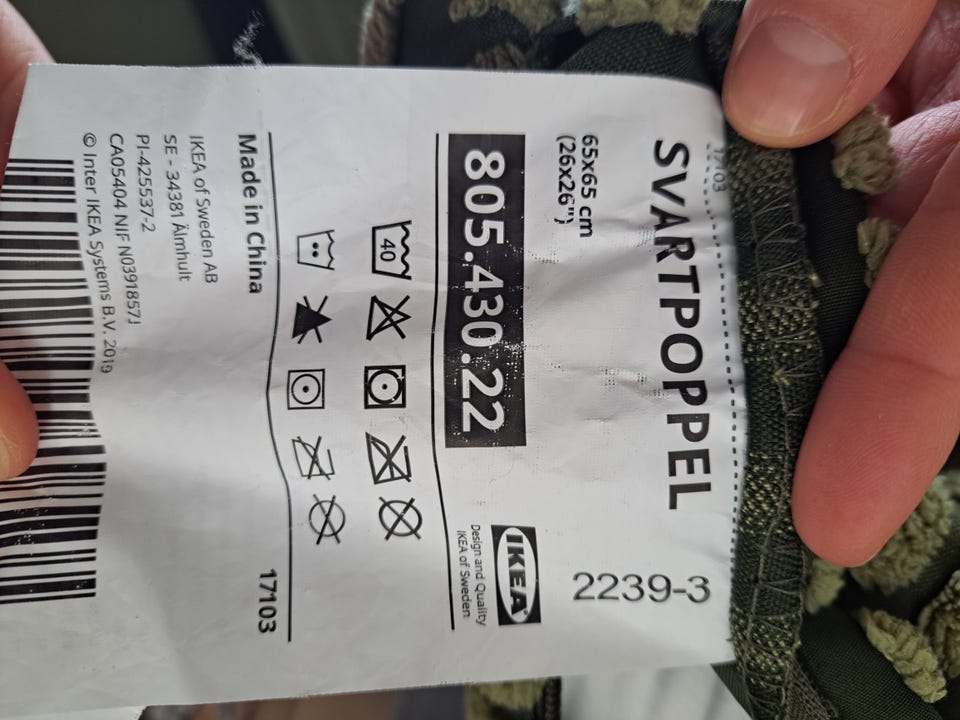 17103
SVARTPOPPEL
65x65 cm
(26x26")
2239-3
805.430.22
IKEA
Design and Quality
IKEA of Sweden
40
Made in China
17103
IKEA of Sweden AB
SE - 34381 Älmhult
PI-425537-2
CA05404 NIF N0391857J
© Inter IKEA Systems B.V. 2019